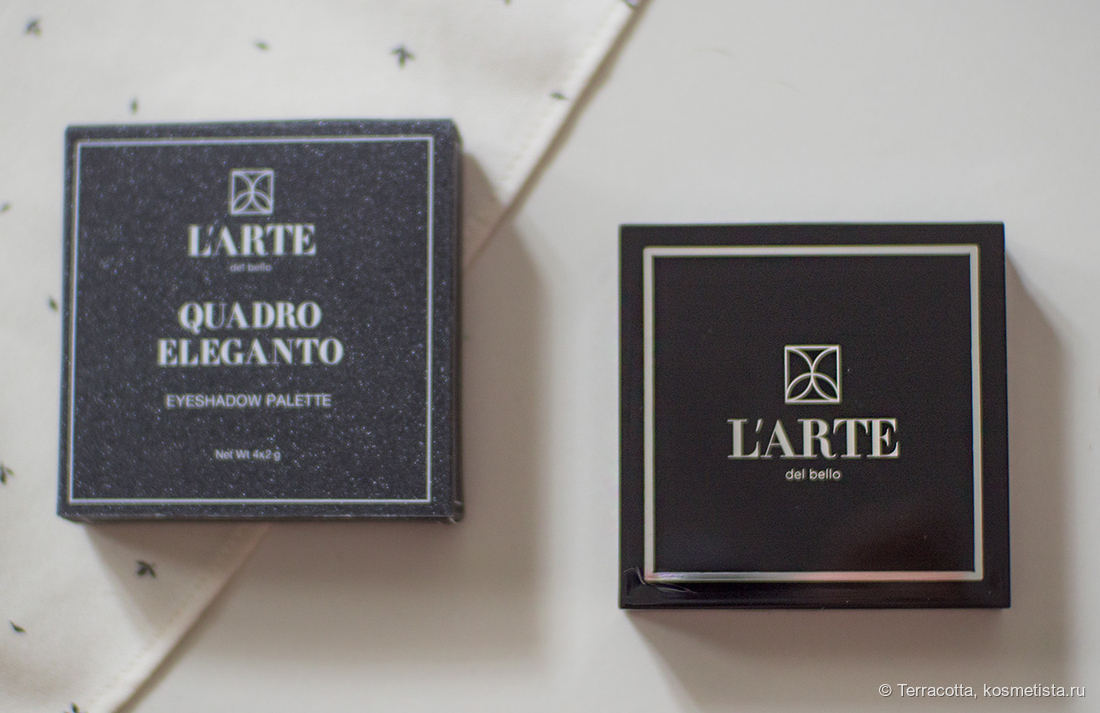 L'ARTE
del bello
QUADRO
ELEGANTO
EYESHADOW PALETTE
Net Wt 4x2 g
L'ARTE
del bello
© Terracotta, kosmetista.ru